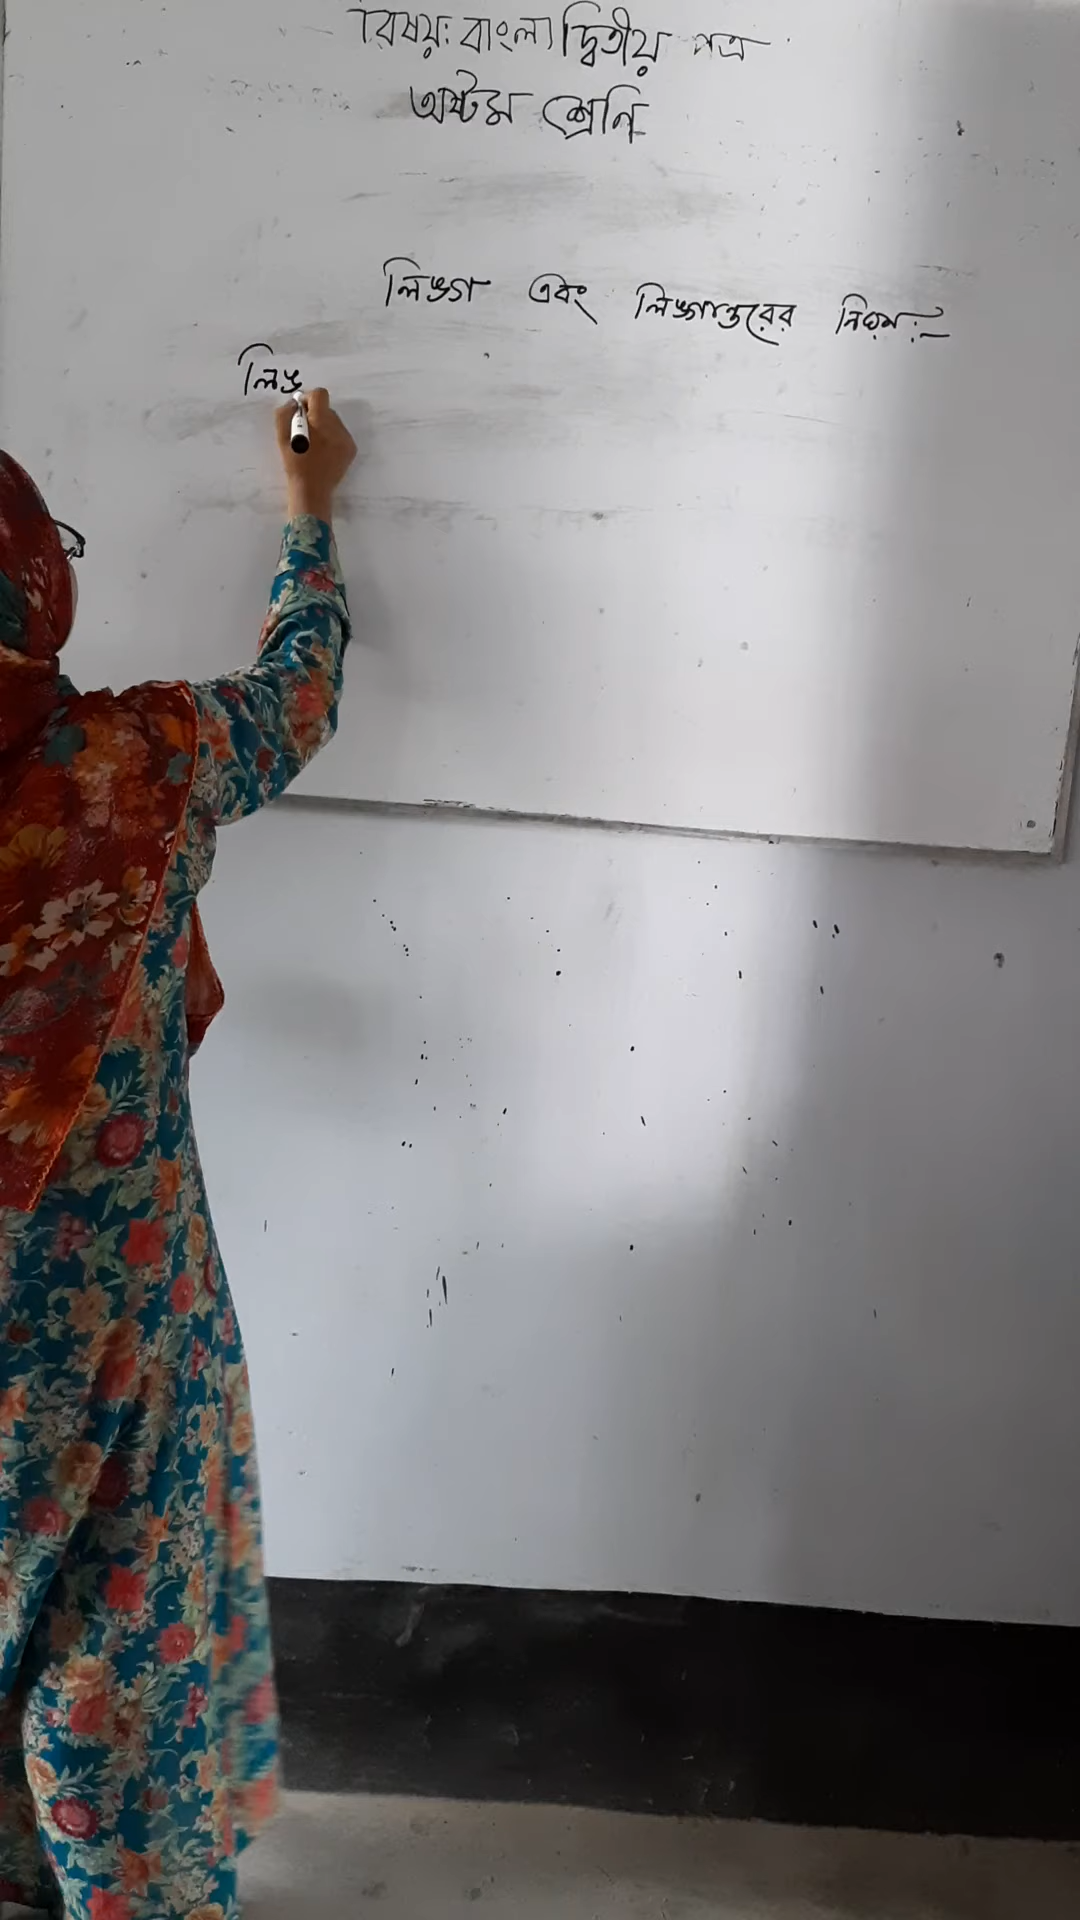 বিষয়: বাংলা দ্বিতীয় পত্র
অষ্টম শ্রেনি
লিঙ্গ এবং লিঙ্গান্তরের নিয়ম:-
লিঙ